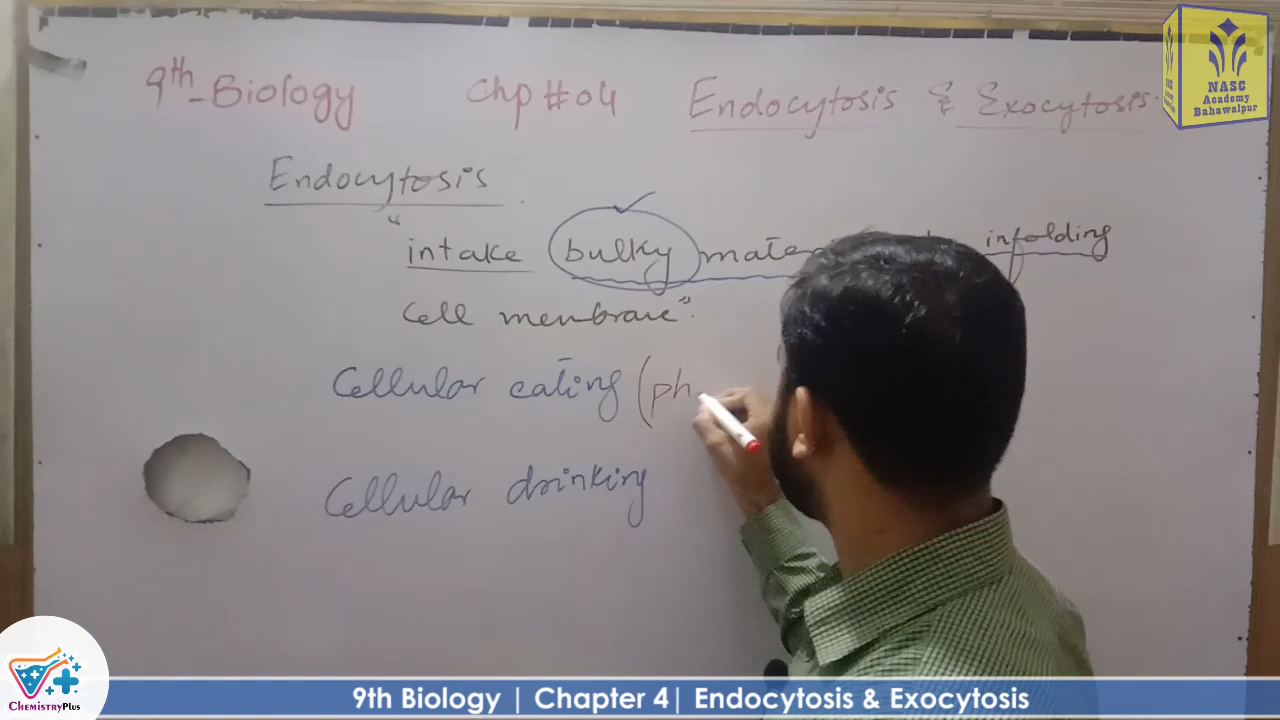 9th-Biology Chp #04 Endocytosis & Exocytosis.
Endocytosis
"intake bulky infolding
Cell membrane".
Cellular eating (ph
Cellular drinking
NASC
Academy
Bahawalpur
ChemistryPlus
9th Biology | Chapter 4| Endocytosis & Exocytosis